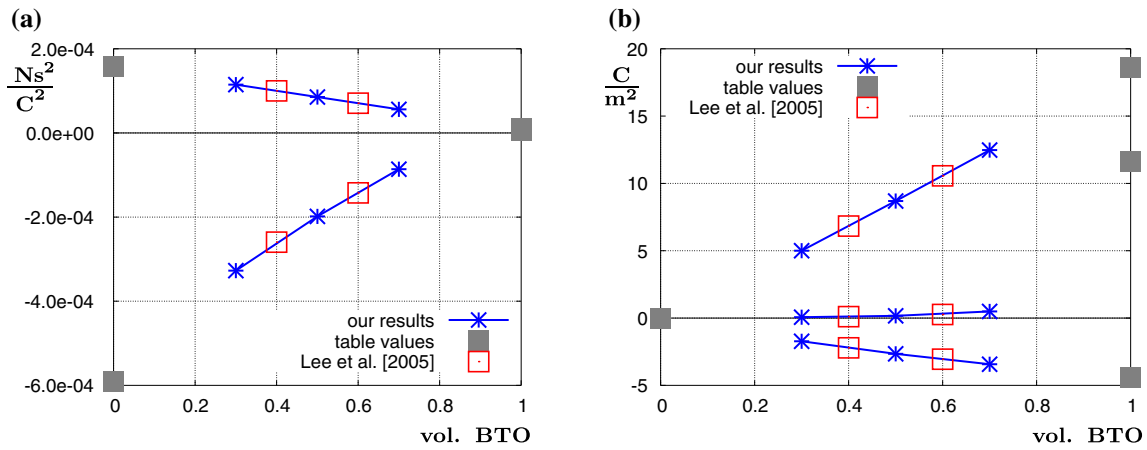 (a)
Ns²
C²
2.0e-04
0.0e+00
-2.0e-04
-4.0e-04
-6.0e-04
our results
table values
Lee et al. [2005]
0 0.2 0.4 0.6 0.8 1
vol. BTO
(b)
C
m²
20
15
10
5
0
-5
our results
table values
Lee et al. [2005]
0 0.2 0.4 0.6 0.8 1
vol. BTO